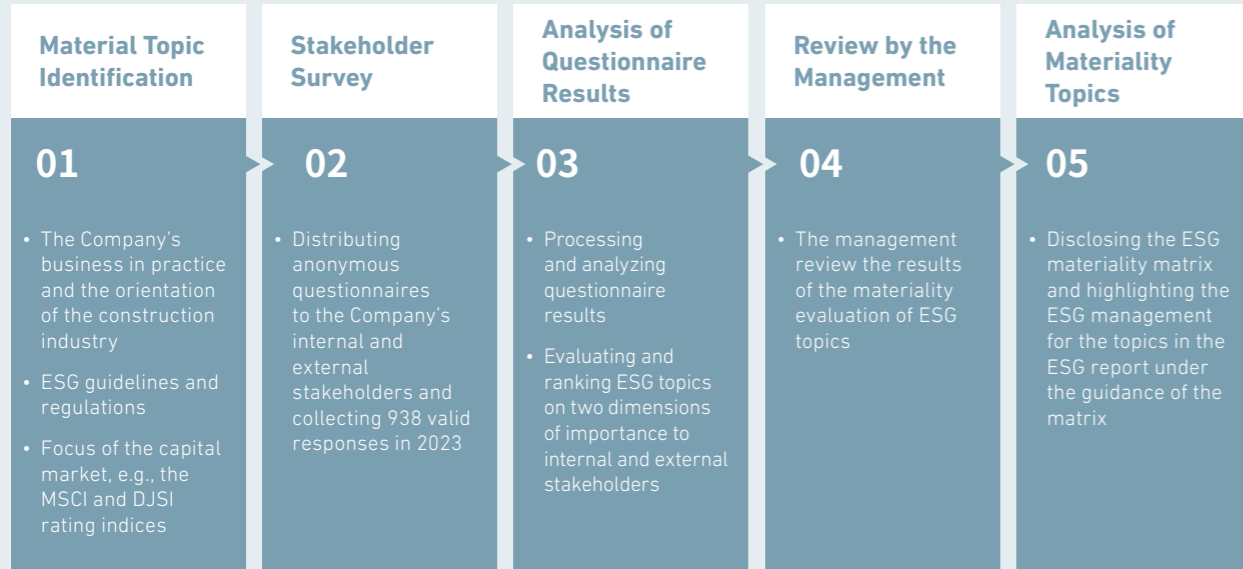 Material Topic
Identification
01
• The Company's
business in practice
and the orientation
of the construction
industry
• ESG guidelines and
regulations
• Focus of the capital
market, e.g., the
MSCI and DJSI
rating indices
Stakeholder
Survey
02
• Distributing
anonymous
questionnaires
to the Company's
internal and
external
stakeholders and
collecting 938 valid
responses in 2023
Analysis of
Questionnaire
Results
03
• Processing
and analyzing
questionnaire
results
• Evaluating and
ranking ESG topics
on two dimensions
of importance to
internal and external
stakeholders
Review by the
Management
04
• The management
review the results
of the materiality
evaluation of ESG
topics
Analysis of
Materiality
Topics
05
• Disclosing the ESG
materiality matrix
and highlighting the
ESG management
for the topics in the
ESG report under
the guidance of the
matrix